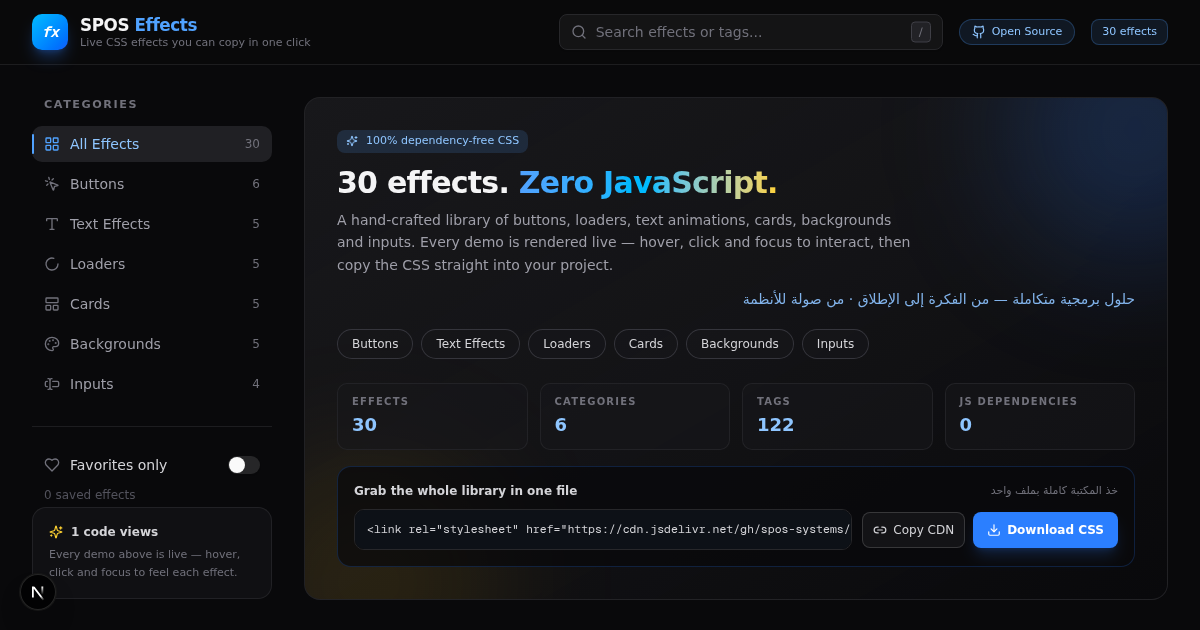 fx
SPOS Effects
Live CSS effects you can copy in one click
Search effects or tags...
/
Open Source
30 effects
CATEGORIES
All Effects 30
Buttons 6
Text Effects 5
Loaders 5
Cards 5
Backgrounds 5
Inputs 4
Favorites only
0 saved effects
1 code views
Every demo above is live — hover,
click and focus to feel each effect.
N
100% dependency-free CSS
30 effects. Zero JavaScript.
A hand-crafted library of buttons, loaders, text animations, cards, backgrounds
and inputs. Every demo is rendered live — hover, click and focus to interact, then
copy the CSS straight into your project.
حلول برمجية متكاملة — من الفكرة إلى الإطلاق · من صولة للأنظمة
Buttons Text Effects Loaders Cards Backgrounds Inputs
EFFECTS
30
CATEGORIES
6
TAGS
122
JS DEPENDENCIES
0
Grab the whole library in one file
خذ المكتبة كاملة بملف واحد
<link rel="stylesheet" href="https://cdn.jsdelivr.net/gh/spos-systems/
Copy CDN
Download CSS